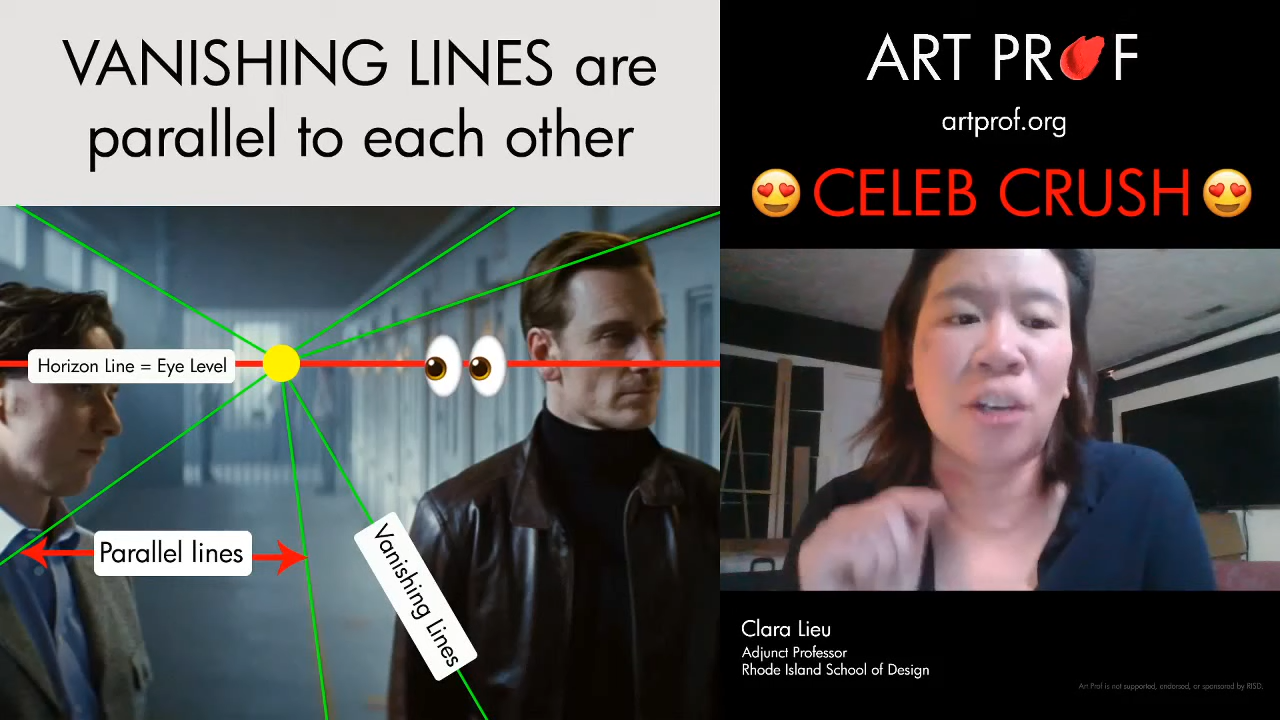 VANISHING LINES are
parallel to each other
Horizon Line = Eye Level
Parallel lines
Vanishing Lines
ART PROF
artprof.org
CELEB CRUSH
Clara Lieu
Adjunct Professor
Rhode Island School of Design
Art Prof is not supported, endorsed, or sponsored by RISD.